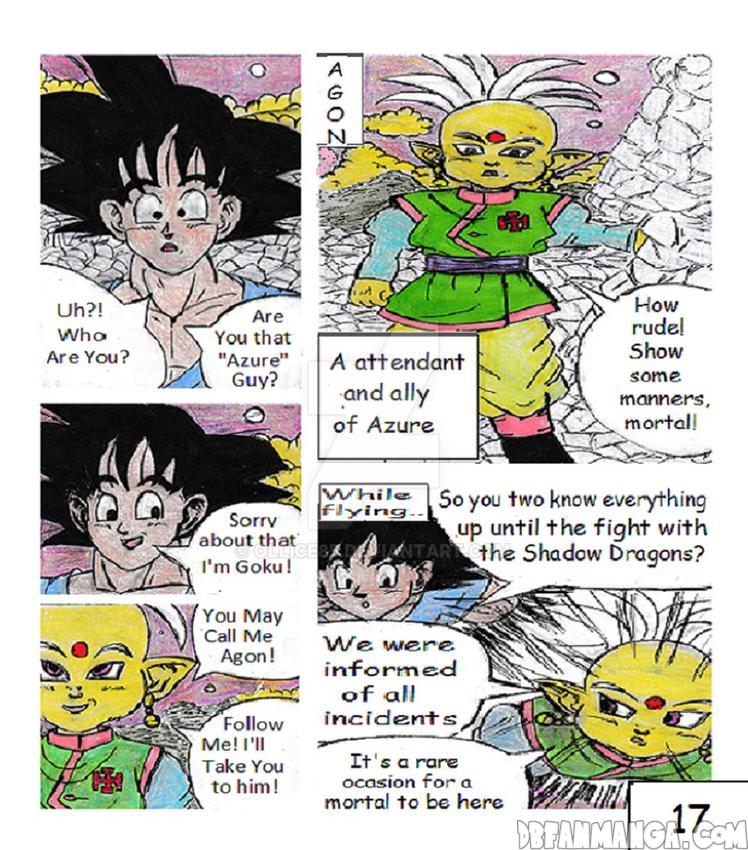 Uh?!
Who
Are You?
Are
You that
"Azure"
Guy?
A
G
O
N
How
rude!
Show
some
manners,
mortal!
A attendant
and ally
of Azure
Sorry
about that
I'm Goku!
You May
Call Me
Agon!
Follow
Me! I'll
Take You
to him!
While
flying..
So you two know everything
up until the fight with
the Shadow Dragons?
We were
informed
of all
incidents
It's a rare
ocasion for a
mortal to be here
17
DBFANMANGA.COM